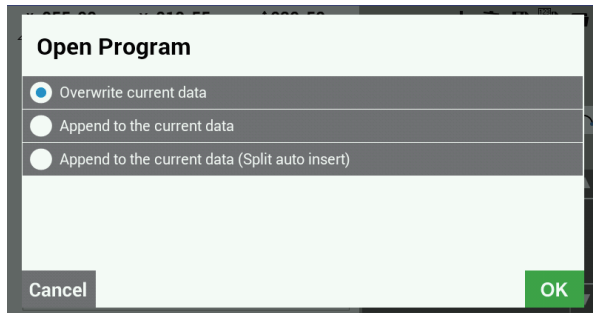 Open Program
Overwrite current data
Append to the current data
Append to the current data (Split auto insert)
Cancel
OK